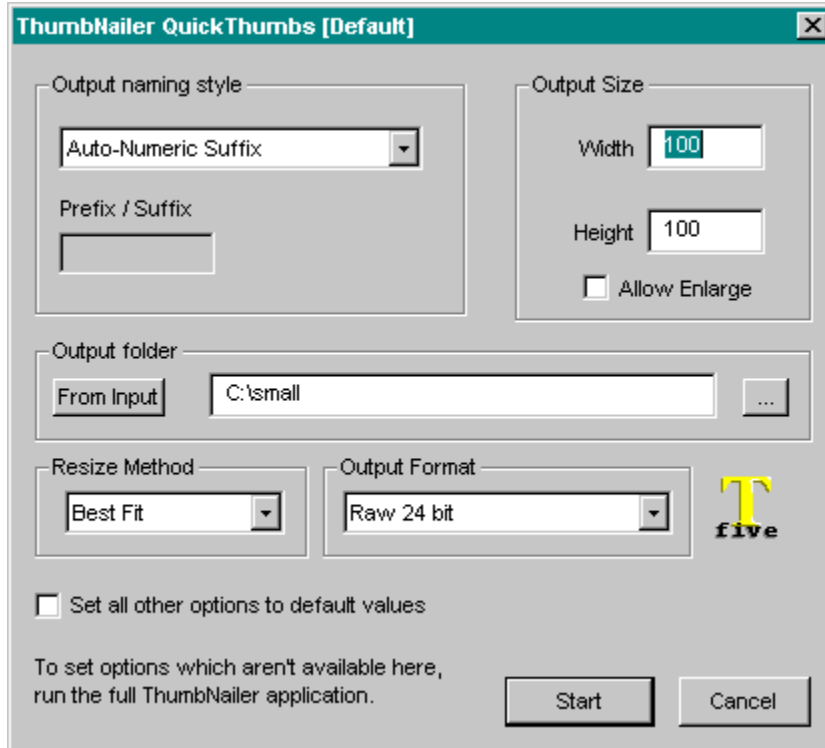 ThumbNailer QuickThumbs [Default]
Output naming style
Auto-Numeric Suffix
Prefix / Suffix
Output Size
Width 100
Height 100
Allow Enlarge
Output folder
From Input C:\small ...
Resize Method
Best Fit
Output Format
Raw 24 bit
T
five
Set all other options to default values
To set options which aren't available here,
run the full ThumbNailer application.
Start Cancel